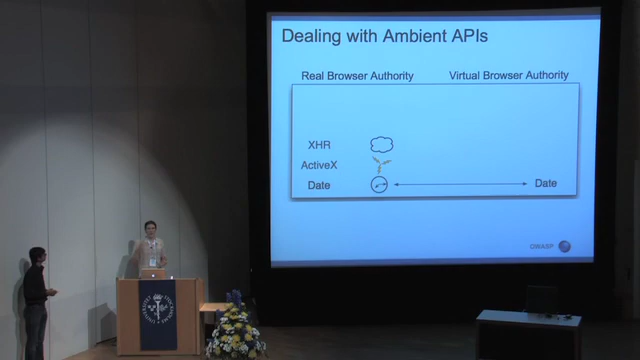 Dealing with Ambient APIs
Real Browser Authority
Virtual Browser Authority
XHR
ActiveX
Date
Date
OWASP